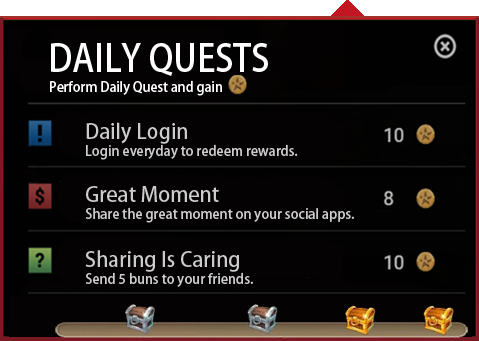 DAILY QUESTS
Perform Daily Quest and gain
! Daily Login 10
Login everyday to redeem rewards.
$ Great Moment 8
Share the great moment on your social apps.
? Sharing Is Caring 10
Send 5 buns to your friends.